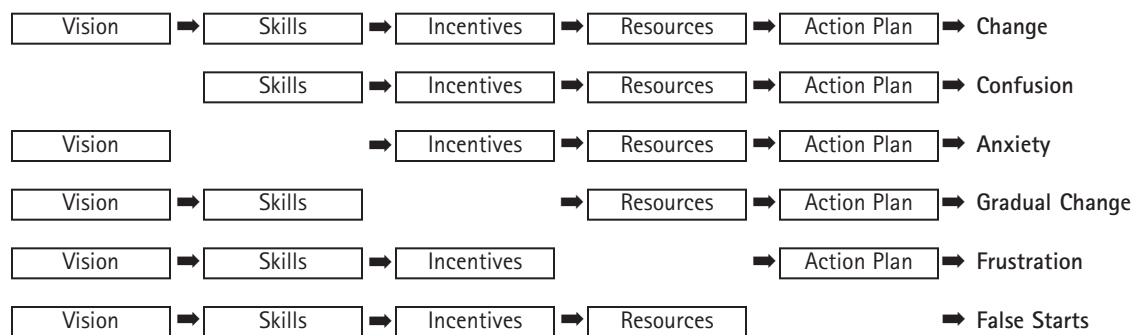 Vision Skills Incentives Resources Action Plan Change
Skills Incentives Resources Action Plan Confusion
Vision Incentives Resources Action Plan Anxiety
Vision Skills Resources Action Plan Gradual Change
Vision Skills Incentives Action Plan Frustration
Vision Skills Incentives Resources False Starts